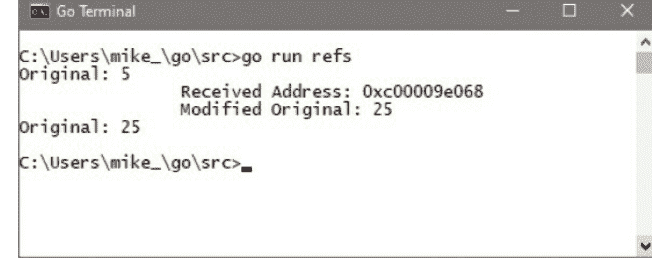 Go Terminal
C:\Users\mike_\go\src>go run refs
Original: 5
Received Address: 0xc00009e068
Modified Original: 25
Original: 25
C:\Users\mike_\go\src>